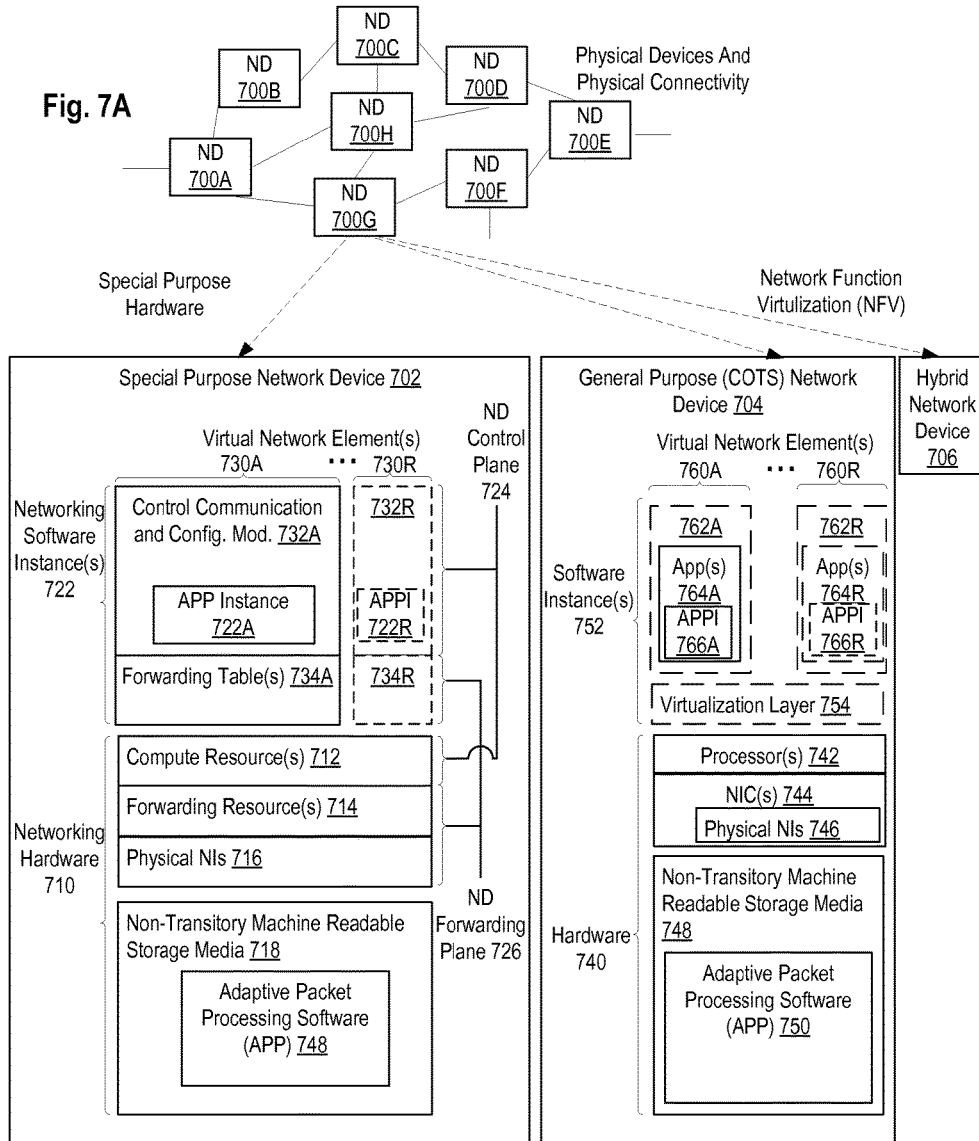 Fig. 7A
ND
700A
ND
700B
ND
700C
ND
700D
ND
700H
ND
700E
ND
700F
ND
700G
Physical Devices And
Physical Connectivity
Special Purpose
Hardware
Network Function
Virtulization (NFV)
Special Purpose Network Device 702
Virtual Network Element(s)
730A ••• 730R
ND
Control
Plane
724
Networking
Software
Instance(s)
722
Control Communication
and Config. Mod. 732A
732R
APP Instance
722A
APPI
722R
Forwarding Table(s) 734A
734R
Networking
Hardware
710
Compute Resource(s) 712
Forwarding Resource(s) 714
Physical NIs 716
ND
Forwarding
Plane 726
Non-Transitory Machine Readable
Storage Media 718
Adaptive Packet
Processing Software
(APP) 748
General Purpose (COTS) Network
Device 704
Virtual Network Element(s)
760A ••• 760R
Software
Instance(s)
752
762A
762R
App(s)
764A
App(s)
764R
APPI
766A
APPI
766R
Virtualization Layer 754
Hardware
740
Processor(s) 742
NIC(s) 744
Physical NIs 746
Non-Transitory Machine
Readable Storage Media
748
Adaptive Packet
Processing Software
(APP) 750
Hybrid
Network
Device
706